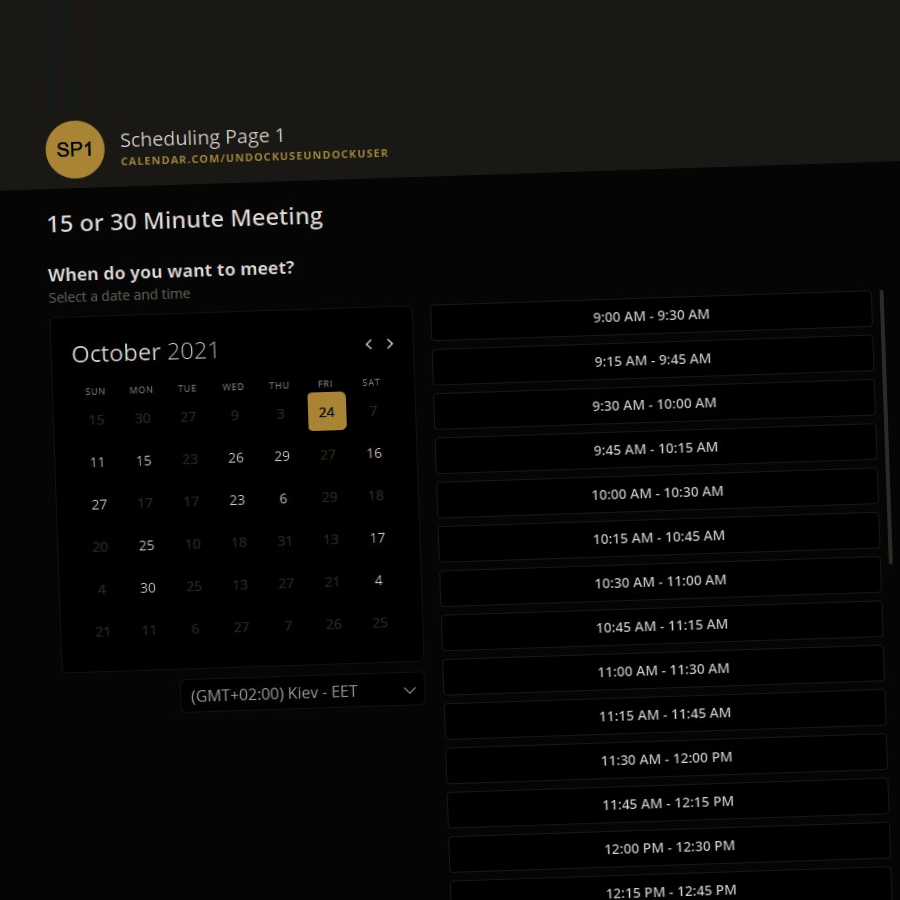 SP1
Scheduling Page 1
CALENDAR.COM/UNDOCKUSEUNDOCKUSER
15 or 30 Minute Meeting
When do you want to meet?
Select a date and time
October 2021
SUN MON TUE WED THU FRI SAT
15 30 27 9 3 24 7
11 15 23 26 29 27 16
27 17 17 23 6 29 18
20 25 10 18 31 13 17
4 30 25 13 27 21 4
21 11 6 27 7 26 25
(GMT+02:00) Kiev - EET
9:00 AM - 9:30 AM
9:15 AM - 9:45 AM
9:30 AM - 10:00 AM
9:45 AM - 10:15 AM
10:00 AM - 10:30 AM
10:15 AM - 10:45 AM
10:30 AM - 11:00 AM
10:45 AM - 11:15 AM
11:00 AM - 11:30 AM
11:15 AM - 11:45 AM
11:30 AM - 12:00 PM
11:45 AM - 12:15 PM
12:00 PM - 12:30 PM
12:15 PM - 12:45 PM